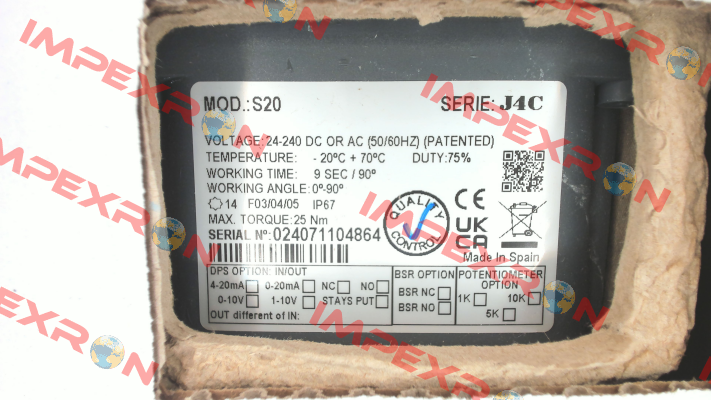 MOD.:S20 SERIE: J4C
VOLTAGE: 24-240 DC OR AC (50/60HZ) (PATENTED)
TEMPERATURE: - 20ºC + 70ºC DUTY:75%
WORKING TIME: 9 SEC / 90º
WORKING ANGLE: 0º-90º
14 F03/04/05 IP67
MAX. TORQUE: 25 Nm
SERIAL Nº: 024071104864
QUALITY CONTROL
CE
UK CA
Made In Spain
DPS OPTION: IN/OUT
4-20mA 0-20mA NC NO
0-10V 1-10V STAYS PUT
OUT different of IN:
BSR OPTION
BSR NC
BSR NO
POTENTIOMETER OPTION
1K 10K
5K
IMPEXRON
IMPEXRON
IMPEXRON
IMPEXRON
IMPEXRON
IMPEXRON